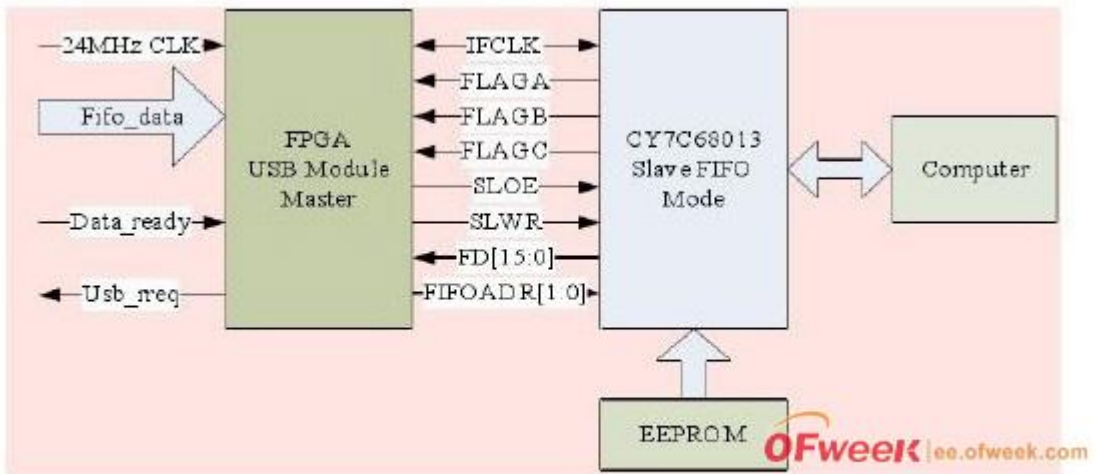 24MHz CLK
Fifo_data
Data_ready
Usb_rreq
FPGA
USB Module
Master
IFCLK
FLAGA
FLAGB
FLAGC
SLOE
SLWR
FD[15:0]
FIFOADR[1:0]
CY7C68013
Slave FIFO
Mode
Computer
EEPROM
OFweek ee.ofweek.com